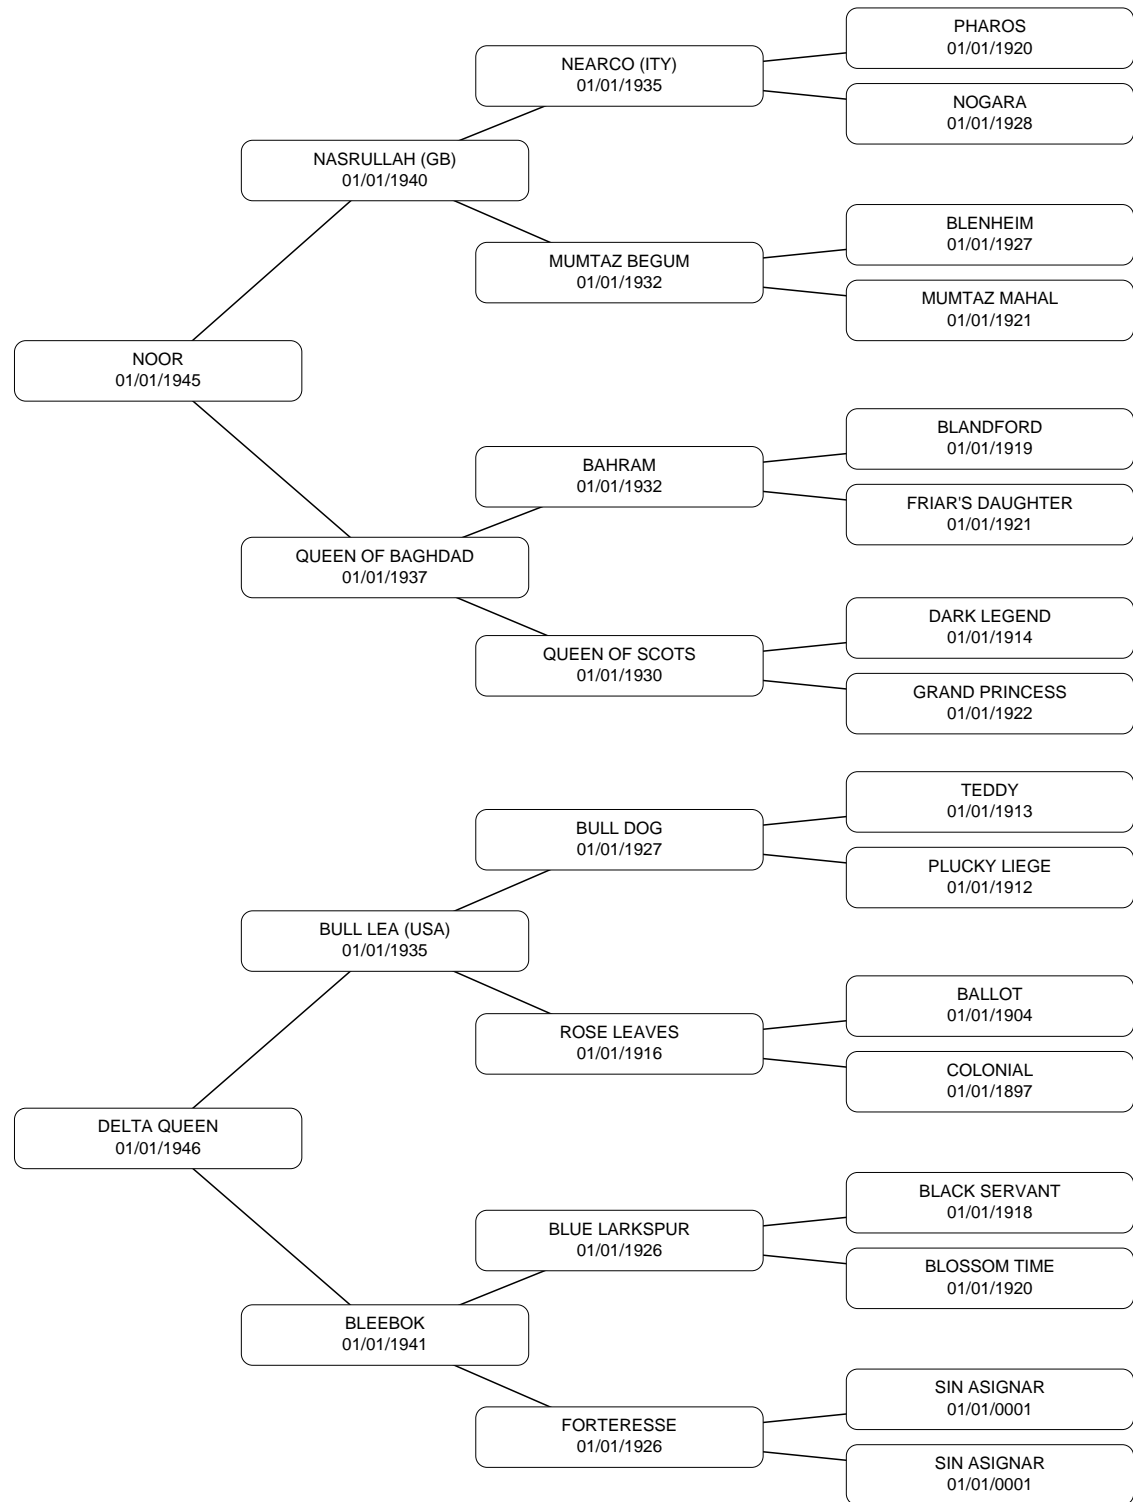 PHAROS
01/01/1920
NEARCO (ITY)
01/01/1935
NOGARA
01/01/1928
NASRULLAH (GB)
01/01/1940
BLENHEIM
01/01/1927
MUMTAZ BEGUM
01/01/1932
MUMTAZ MAHAL
01/01/1921
NOOR
01/01/1945
BLANDFORD
01/01/1919
BAHRAM
01/01/1932
FRIAR'S DAUGHTER
01/01/1921
QUEEN OF BAGHDAD
01/01/1937
DARK LEGEND
01/01/1914
QUEEN OF SCOTS
01/01/1930
GRAND PRINCESS
01/01/1922
TEDDY
01/01/1913
BULL DOG
01/01/1927
PLUCKY LIEGE
01/01/1912
BULL LEA (USA)
01/01/1935
BALLOT
01/01/1904
ROSE LEAVES
01/01/1916
COLONIAL
01/01/1897
DELTA QUEEN
01/01/1946
BLACK SERVANT
01/01/1918
BLUE LARKSPUR
01/01/1926
BLOSSOM TIME
01/01/1920
BLEEBOK
01/01/1941
SIN ASIGNAR
01/01/0001
FORTERESSE
01/01/1926
SIN ASIGNAR
01/01/0001